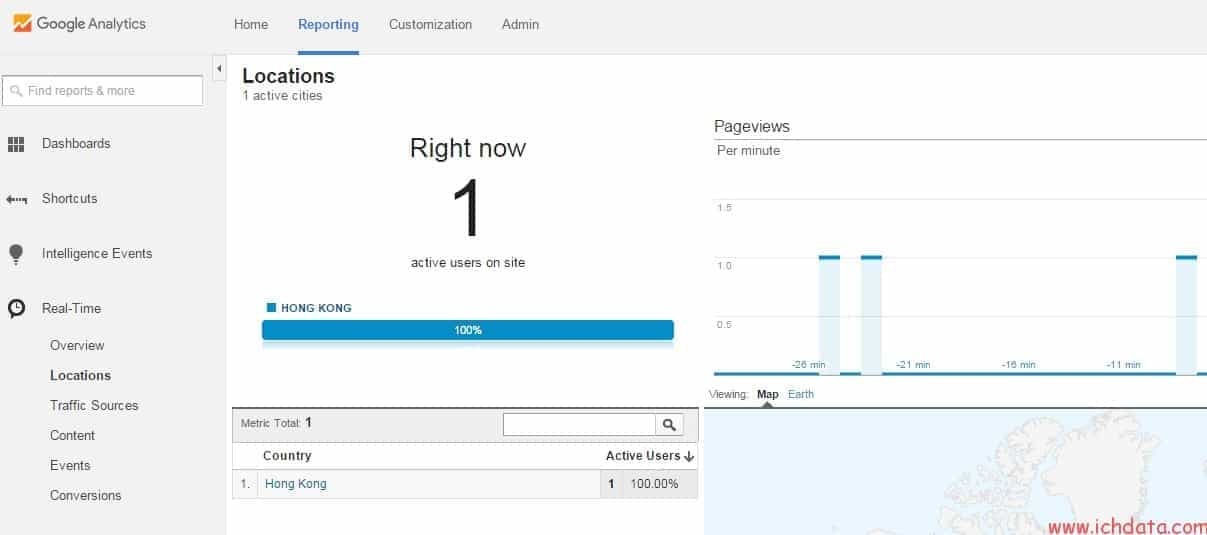 Google Analytics
Home
Reporting
Customization
Admin
Find reports & more
Dashboards
Shortcuts
Intelligence Events
Real-Time
Overview
Locations
Traffic Sources
Content
Events
Conversions
Locations
1 active cities
Right now
1
active users on site
HONG KONG
100%
Pageviews
Per minute
1.5
1.0
0.5
-26 min
-21 min
-16 min
-11 min
Viewing: Map Earth
Metric Total: 1
Country Active Users
1. Hong Kong 1 100.00%
www.ichdata.com